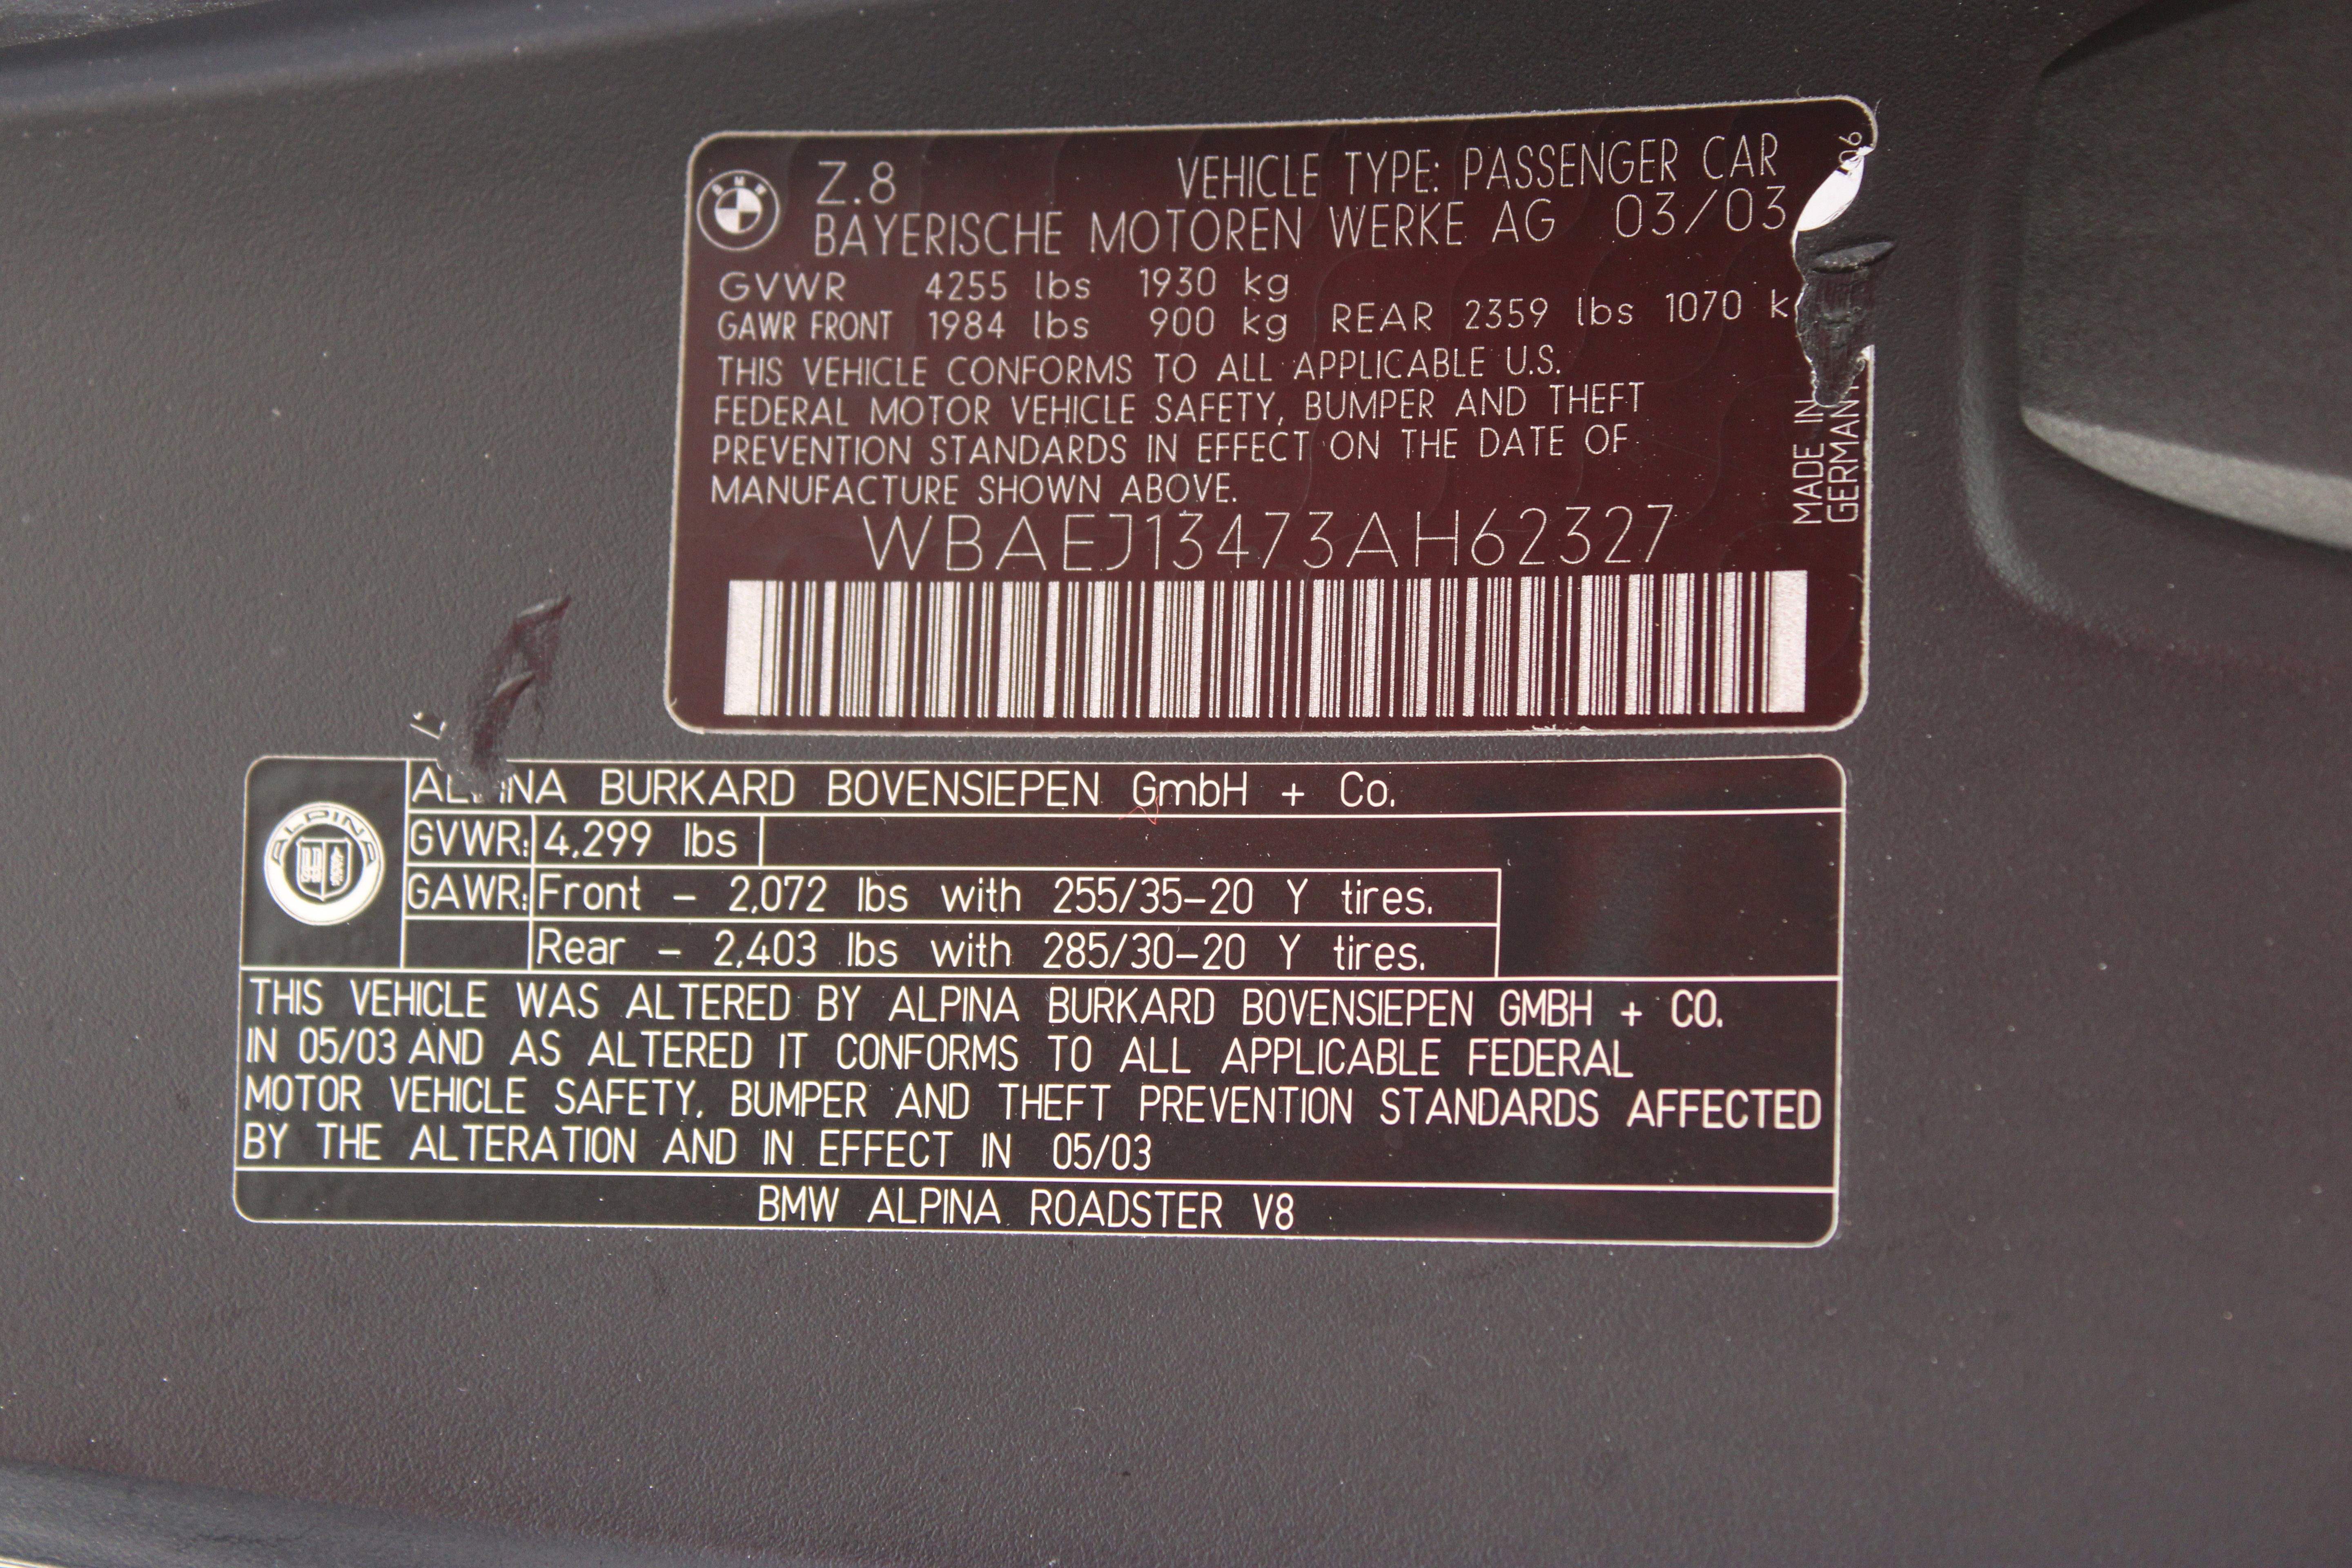 Z.8 VEHICLE TYPE: PASSENGER CAR
BAYERISCHE MOTOREN WERKE AG 03/03
GVWR 4255 lbs 1930 kg
GAWR FRONT 1984 lbs 900 kg REAR 2359 lbs 1070 k
THIS VEHICLE CONFORMS TO ALL APPLICABLE U.S.
FEDERAL MOTOR VEHICLE SAFETY, BUMPER AND THEFT
PREVENTION STANDARDS IN EFFECT ON THE DATE OF
MANUFACTURE SHOWN ABOVE.
WBAEJ13473AH62327
MADE IN
GERMANY
BMW
ALPINA
ALPINA BURKARD BOVENSIEPEN GmbH + Co.
GVWR: 4,299 lbs
GAWR: Front - 2,072 lbs with 255/35-20 Y tires.
Rear - 2,403 lbs with 285/30-20 Y tires.
THIS VEHICLE WAS ALTERED BY ALPINA BURKARD BOVENSIEPEN GMBH + CO.
IN 05/03 AND AS ALTERED IT CONFORMS TO ALL APPLICABLE FEDERAL
MOTOR VEHICLE SAFETY, BUMPER AND THEFT PREVENTION STANDARDS AFFECTED
BY THE ALTERATION AND IN EFFECT IN 05/03
BMW ALPINA ROADSTER V8